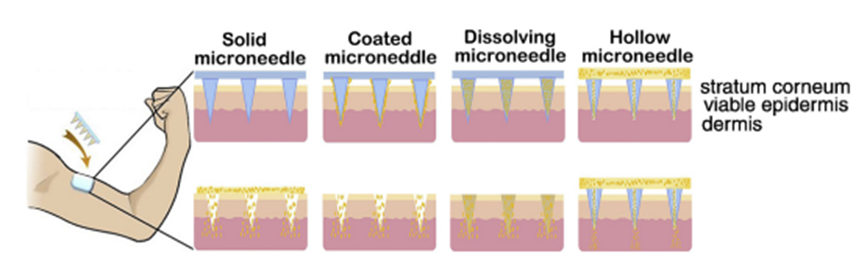 Solid
microneedle
Coated
microneddle
Dissolving
microneedle
Hollow
microneedle
stratum corneum
viable epidermis
dermis